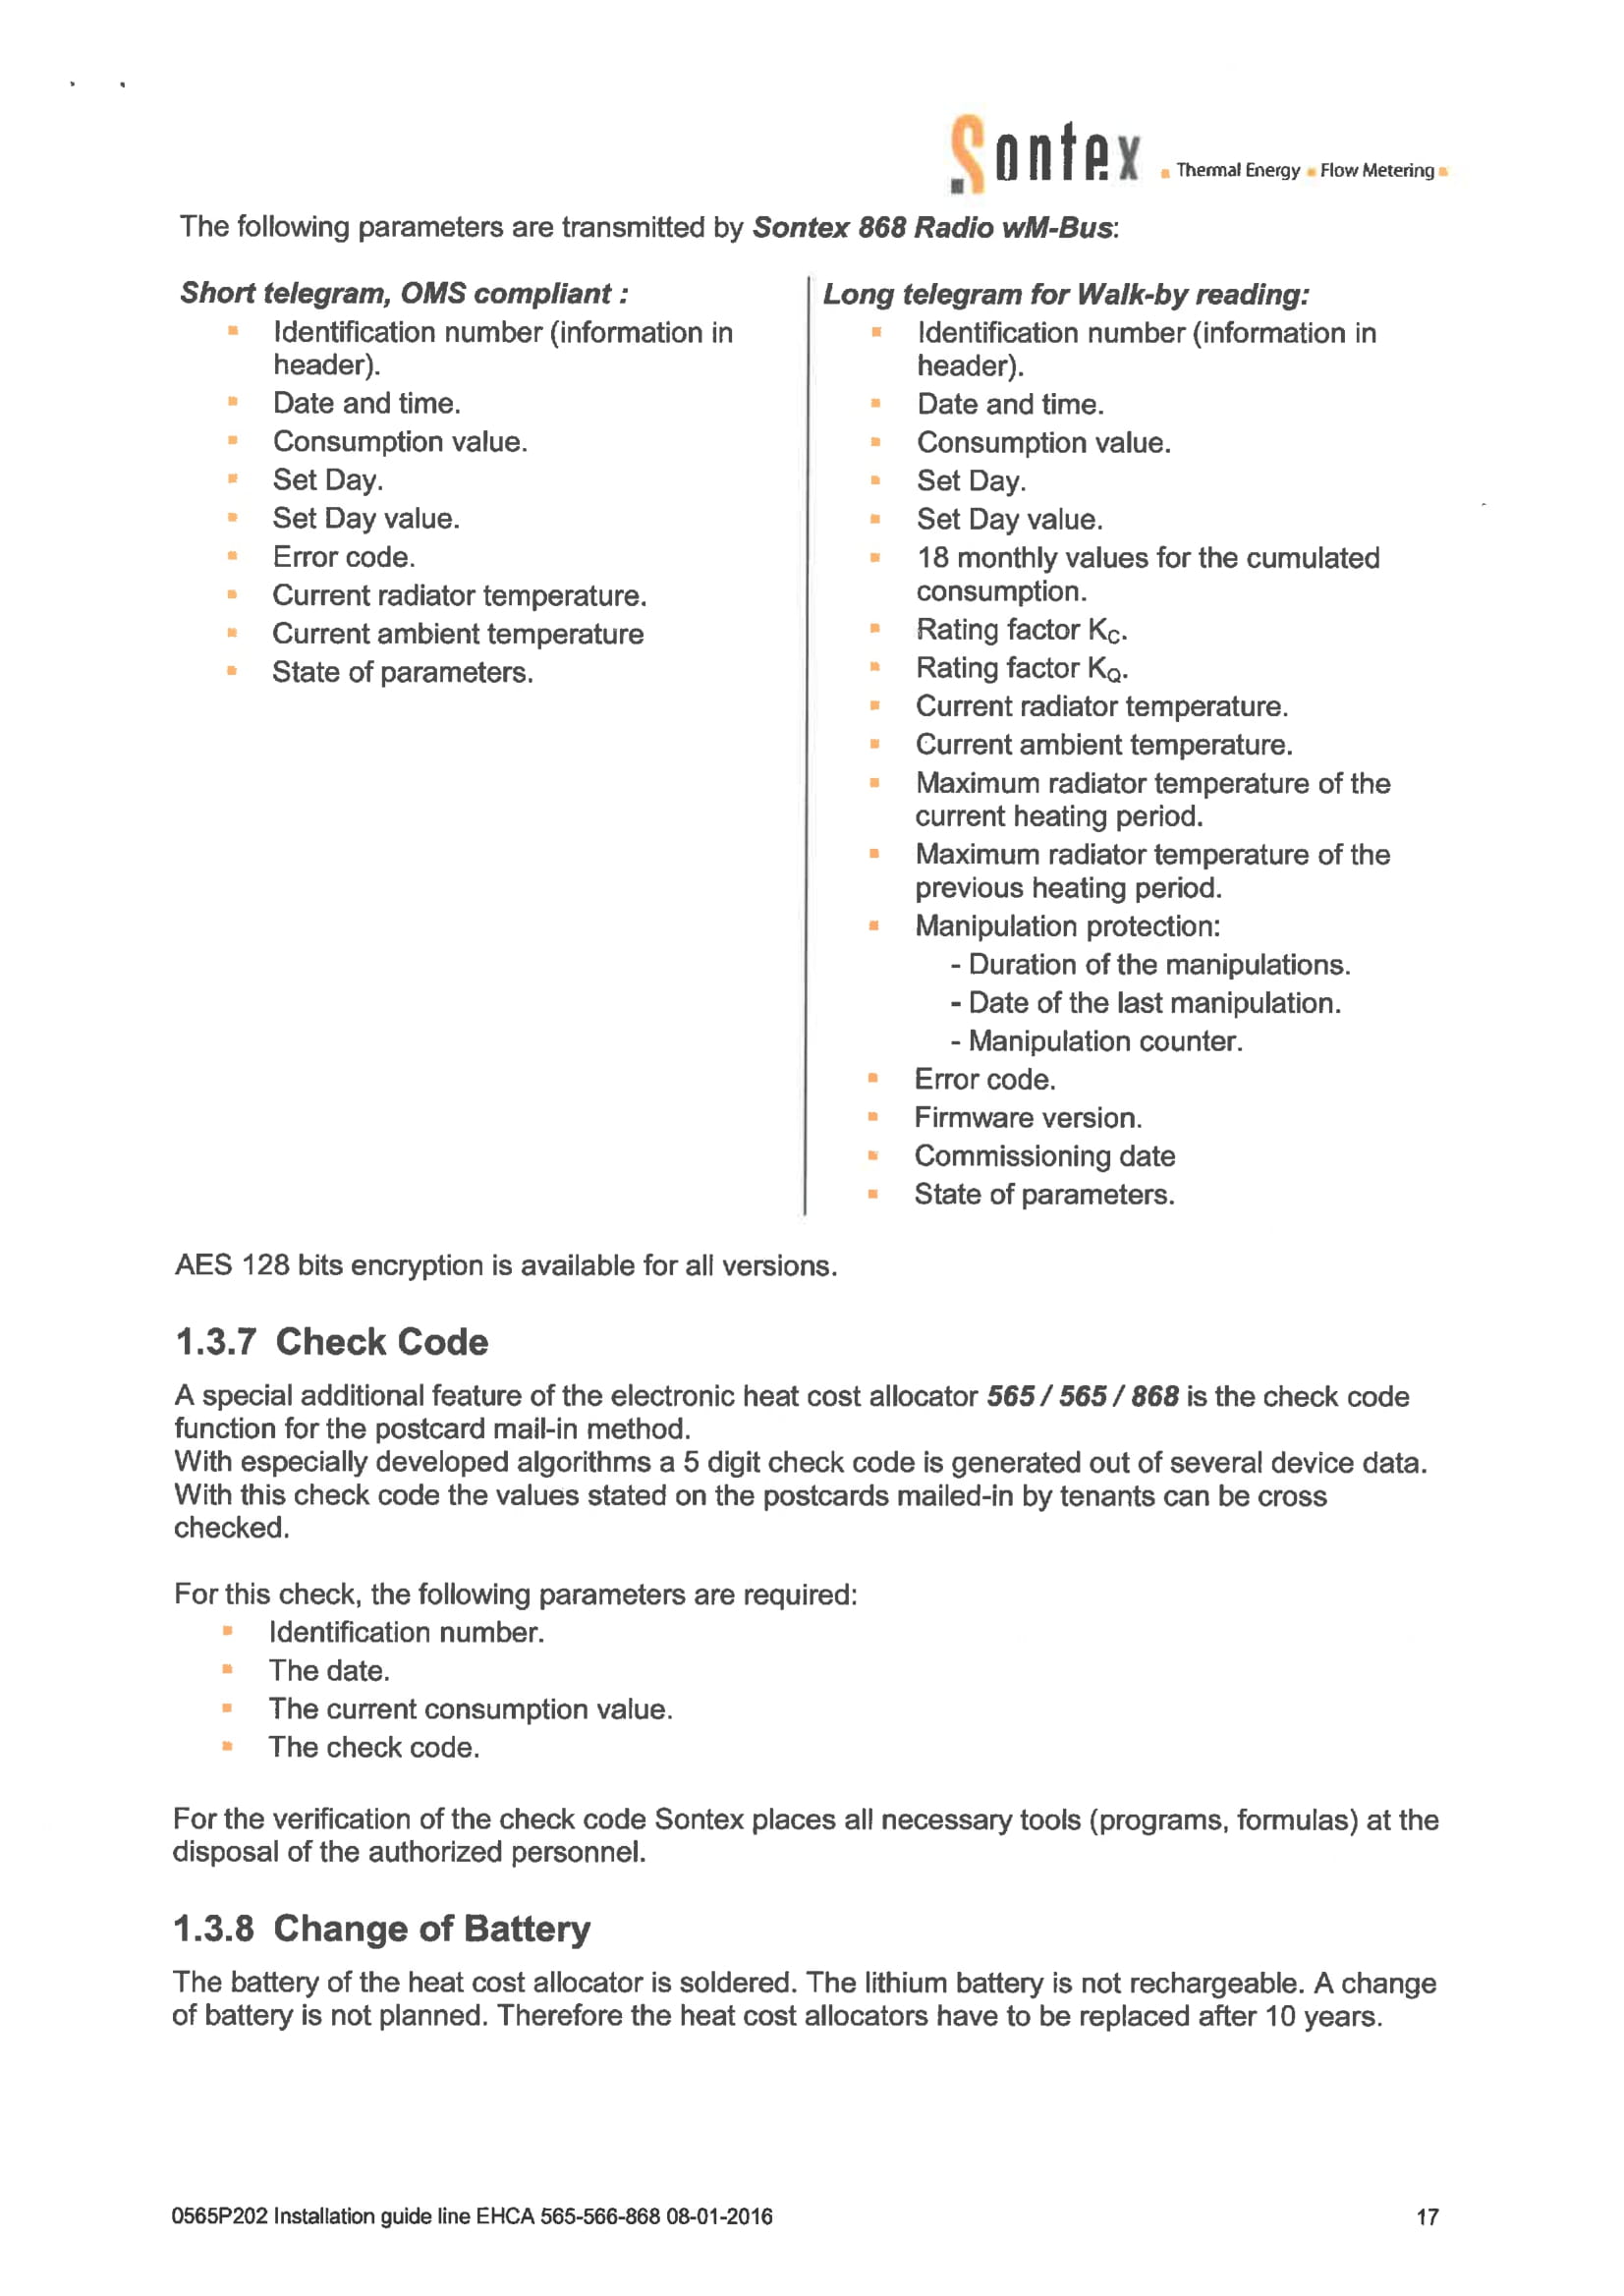 Sontex Thermal Energy Flow Metering
The following parameters are transmitted by Sontex 868 Radio wM-Bus:
Short telegram, OMS compliant :
Identification number (information in
header).
Date and time.
Consumption value.
Set Day.
Set Day value.
Error code.
Current radiator temperature.
Current ambient temperature
State of parameters.
Long telegram for Walk-by reading:
Identification number (information in
header).
Date and time.
Consumption value.
Set Day.
Set Day value.
18 monthly values for the cumulated
consumption.
Rating factor KC.
Rating factor KQ.
Current radiator temperature.
Current ambient temperature.
Maximum radiator temperature of the
current heating period.
Maximum radiator temperature of the
previous heating period.
Manipulation protection:
- Duration of the manipulations.
- Date of the last manipulation.
- Manipulation counter.
Error code.
Firmware version.
Commissioning date
State of parameters.
AES 128 bits encryption is available for all versions.
1.3.7 Check Code
A special additional feature of the electronic heat cost allocator 565 / 565 / 868 is the check code
function for the postcard mail-in method.
With especially developed algorithms a 5 digit check code is generated out of several device data.
With this check code the values stated on the postcards mailed-in by tenants can be cross
checked.
For this check, the following parameters are required:
Identification number.
The date.
The current consumption value.
The check code.
For the verification of the check code Sontex places all necessary tools (programs, formulas) at the
disposal of the authorized personnel.
1.3.8 Change of Battery
The battery of the heat cost allocator is soldered. The lithium battery is not rechargeable. A change
of battery is not planned. Therefore the heat cost allocators have to be replaced after 10 years.
0565P202 Installation guide line EHCA 565-566-868 08-01-2016
17